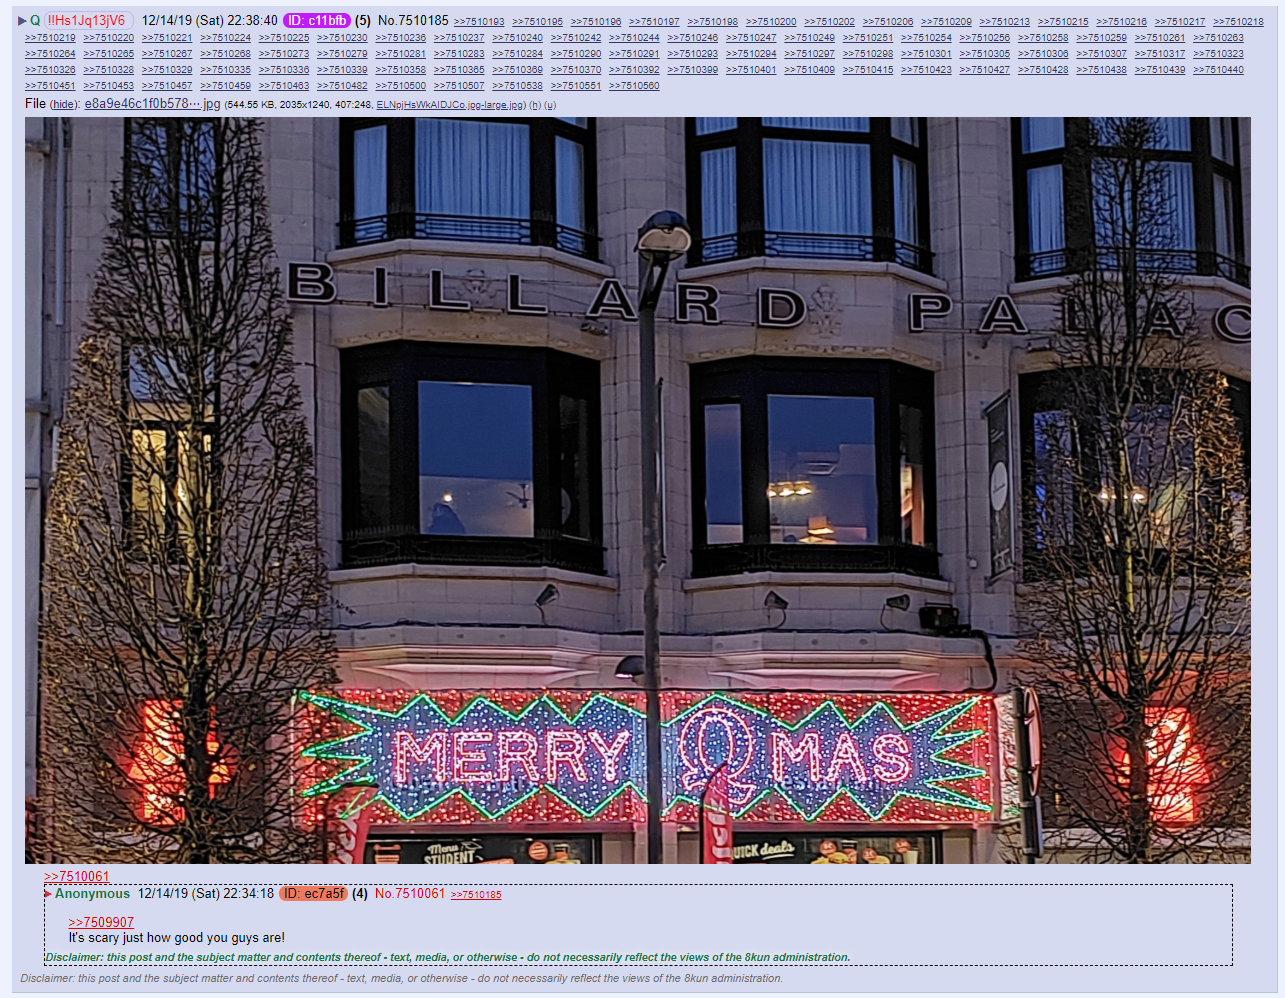 ▶ Q !!Hs1Jq13jV6 12/14/19 (Sat) 22:38:40 ID: c11bfb (5) No.7510185 >>7510193 >>7510195 >>7510196 >>7510197 >>7510198 >>7510200 >>7510202 >>7510206 >>7510209 >>7510213 >>7510215 >>7510216 >>7510217 >>7510218
>>7510219 >>7510220 >>7510221 >>7510224 >>7510225 >>7510230 >>7510236 >>7510237 >>7510240 >>7510242 >>7510244 >>7510246 >>7510247 >>7510249 >>7510251 >>7510254 >>7510256 >>7510258 >>7510259 >>7510261 >>7510263
>>7510264 >>7510265 >>7510267 >>7510268 >>7510273 >>7510279 >>7510281 >>7510283 >>7510284 >>7510290 >>7510291 >>7510293 >>7510294 >>7510297 >>7510298 >>7510301 >>7510305 >>7510306 >>7510307 >>7510317 >>7510323
>>7510326 >>7510328 >>7510329 >>7510335 >>7510336 >>7510339 >>7510358 >>7510365 >>7510369 >>7510370 >>7510392 >>7510399 >>7510401 >>7510409 >>7510415 >>7510423 >>7510427 >>7510428 >>7510438 >>7510439 >>7510440
>>7510451 >>7510453 >>7510457 >>7510459 >>7510463 >>7510482 >>7510500 >>7510507 >>7510538 >>7510551 >>7510560
File (hide): e8a9e46c1f0b578⋯.jpg (544.55 KB, 2035x1240, 407:248, ELNpjHsWkAIDJCo.jpg-large.jpg) (h) (u)
BILLARD PALAC
MERRY Ω MAS
Menu STUDENT
QUICK deals
>>7510061
▶ Anonymous 12/14/19 (Sat) 22:34:18 ID: ec7a5f (4) No.7510061 >>7510185
>>7509907
It's scary just how good you guys are!
Disclaimer: this post and the subject matter and contents thereof - text, media, or otherwise - do not necessarily reflect the views of the 8kun administration.
Disclaimer: this post and the subject matter and contents thereof - text, media, or otherwise - do not necessarily reflect the views of the 8kun administration.